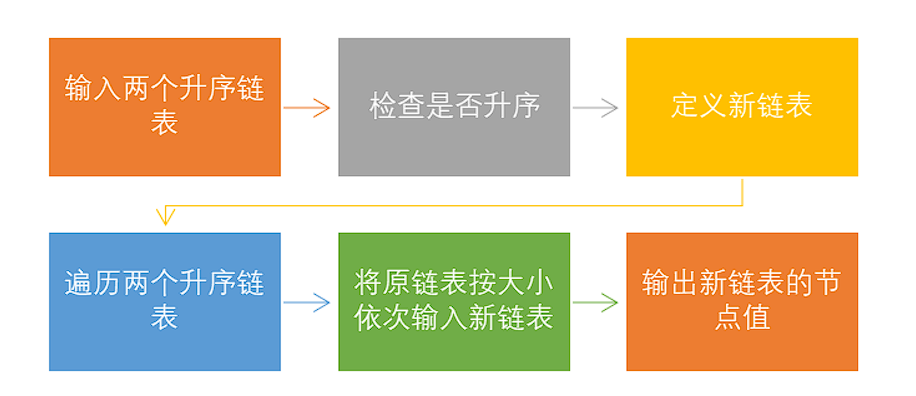 输入两个升序链
表
检查是否升序
定义新链表
遍历两个升序链
表
将原链表按大小
依次输入新链表
输出新链表的节
点值